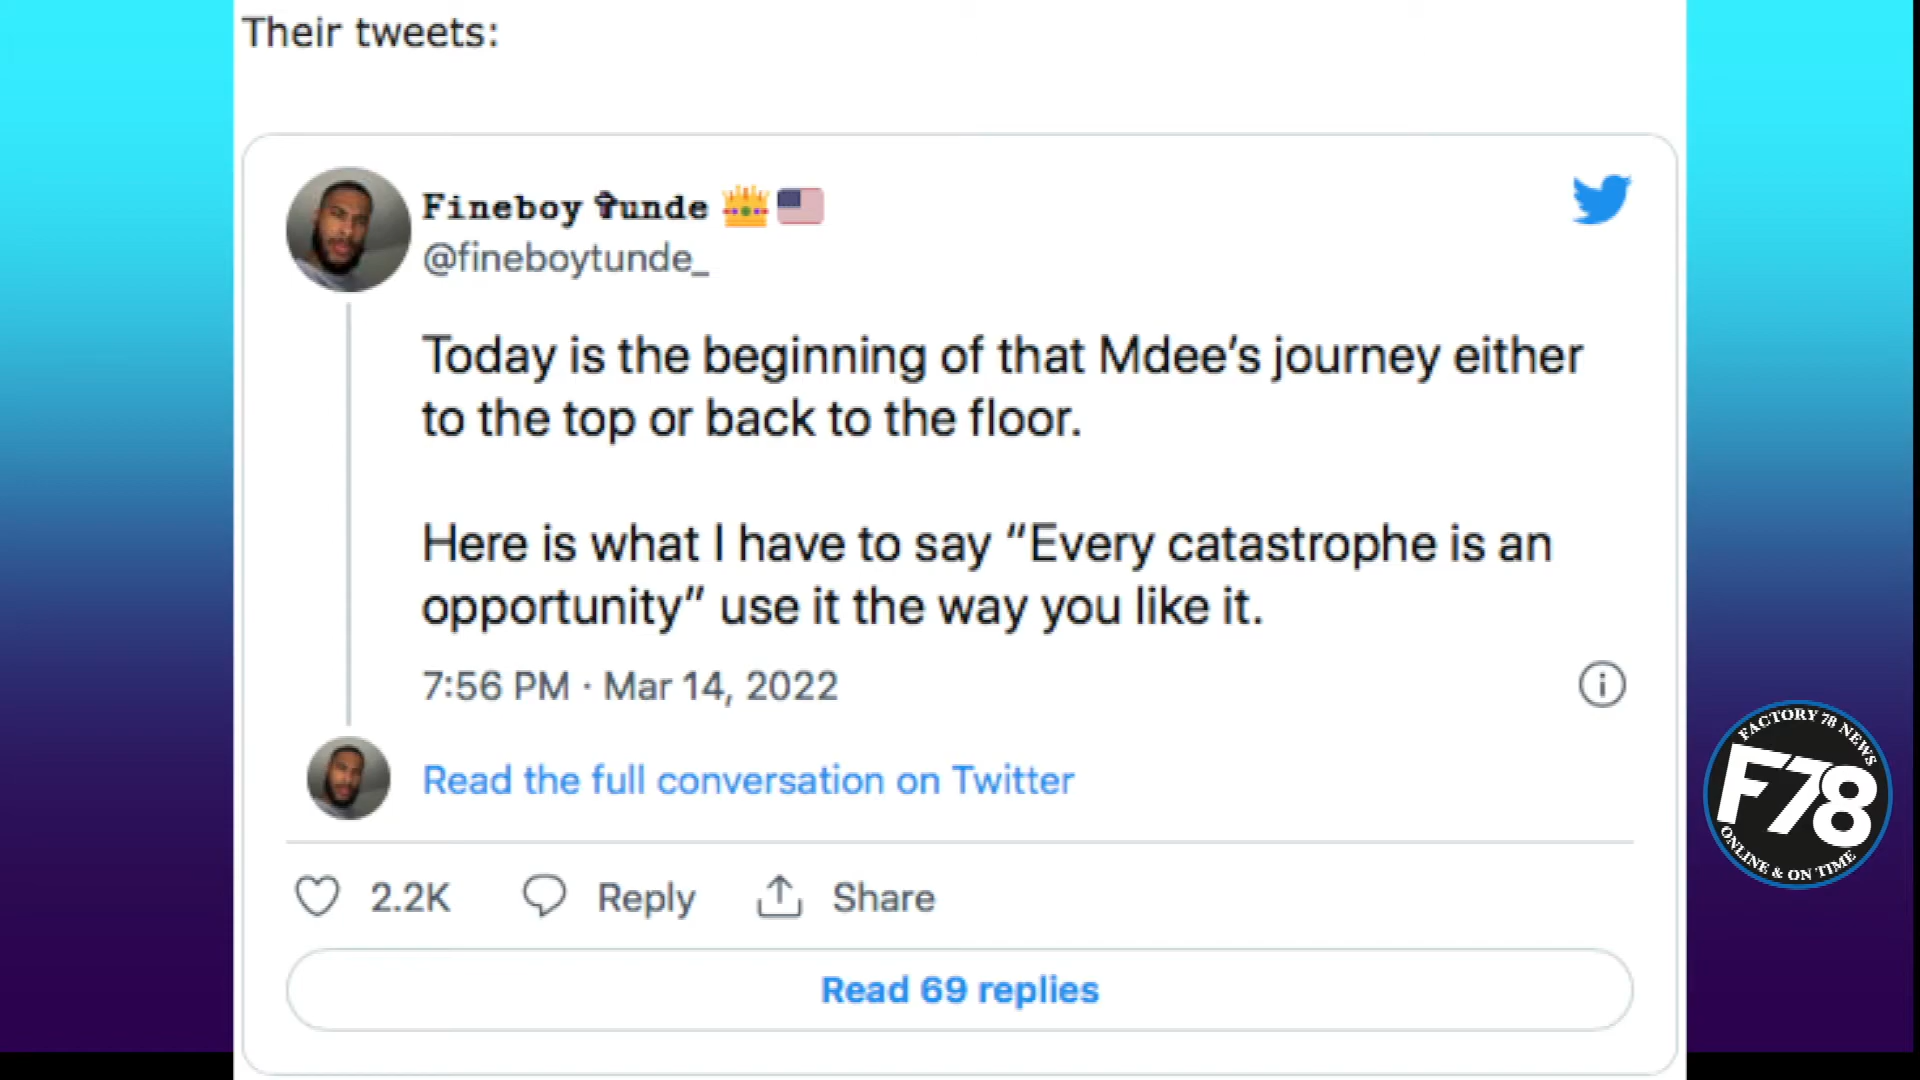 Their tweets:
Fineboy Tunde 👑🇺🇸
@fineboytunde_
Today is the beginning of that Mdee’s journey either
to the top or back to the floor.
Here is what I have to say “Every catastrophe is an
opportunity” use it the way you like it.
7:56 PM · Mar 14, 2022
Read the full conversation on Twitter
2.2K Reply Share
Read 69 replies
FACTORY 78 NEWS
F78
ONLINE & ON TIME